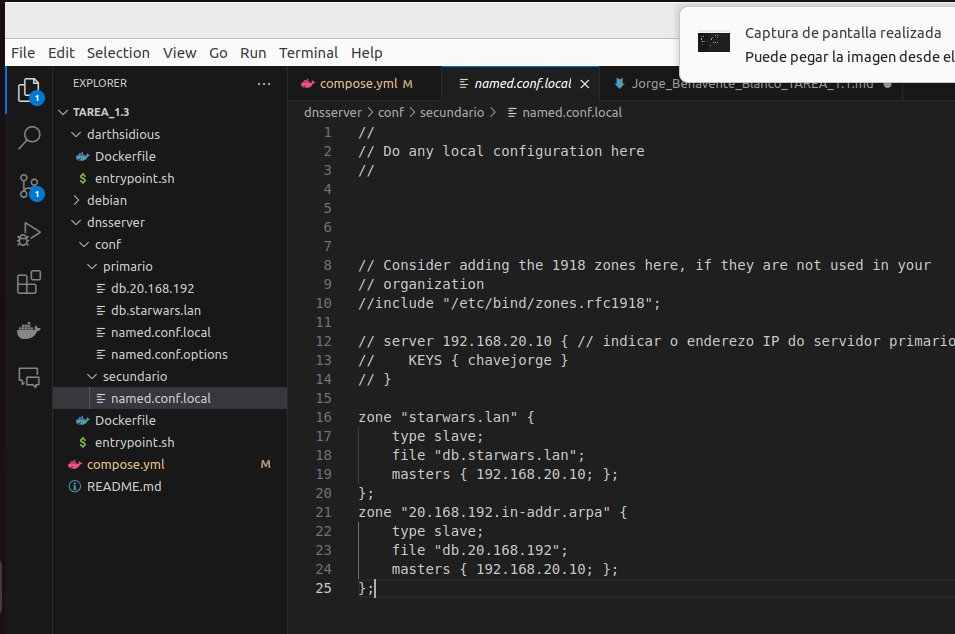 Captura de pantalla realizada
Puede pegar la imagen desde el
File Edit Selection View Go Run Terminal Help
EXPLORER ...
compose.yml M
named.conf.local
Jorge_Benavente_Blanco_TAREA_1.1.md
dnsserver > conf > secundario > named.conf.local
1
1
TAREA_1.3
darthsidious
Dockerfile
$ entrypoint.sh
debian
dnsserver
conf
primario
db.20.168.192
db.starwars.lan
named.conf.local
named.conf.options
secundario
named.conf.local
Dockerfile
$ entrypoint.sh
compose.yml M
README.md
1 //
2 // Do any local configuration here
3 //
4
5
6
7
8 // Consider adding the 1918 zones here, if they are not used in your
9 // organization
10 //include "/etc/bind/zones.rfc1918";
11
12 // server 192.168.20.10 { // indicar o enderezo IP do servidor primario
13 //    KEYS { chavejorge }
14 // }
15
16 zone "starwars.lan" {
17     type slave;
18     file "db.starwars.lan";
19     masters { 192.168.20.10; };
20 };
21 zone "20.168.192.in-addr.arpa" {
22     type slave;
23     file "db.20.168.192";
24     masters { 192.168.20.10; };
25 };